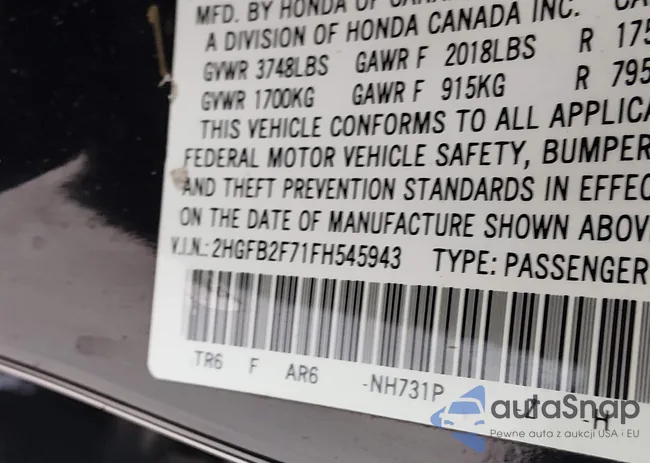 MFD. BY HONDA OF
A DIVISION OF HONDA CANADA INC.
GVWR 3748LBS GAWR F 2018LBS R 175
GVWR 1700KG GAWR F 915KG R 795
THIS VEHICLE CONFORMS TO ALL APPLICA
FEDERAL MOTOR VEHICLE SAFETY, BUMPER
AND THEFT PREVENTION STANDARDS IN EFFEC
ON THE DATE OF MANUFACTURE SHOWN ABOV
V.I.N.: 2HGFB2F71FH545943 TYPE: PASSENGER
TR6 F AR6 -NH731P -H
autoSnap
Pewne auta z aukcji USA i EU